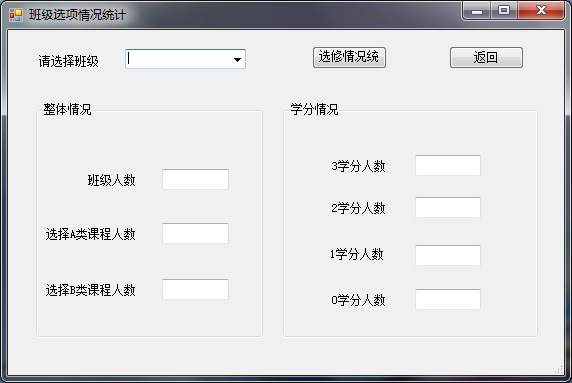 班级选项情况统计
请选择班级
选修情况统
返回
整体情况
班级人数
选择A类课程人数
选择B类课程人数
学分情况
3学分人数
2学分人数
1学分人数
0学分人数